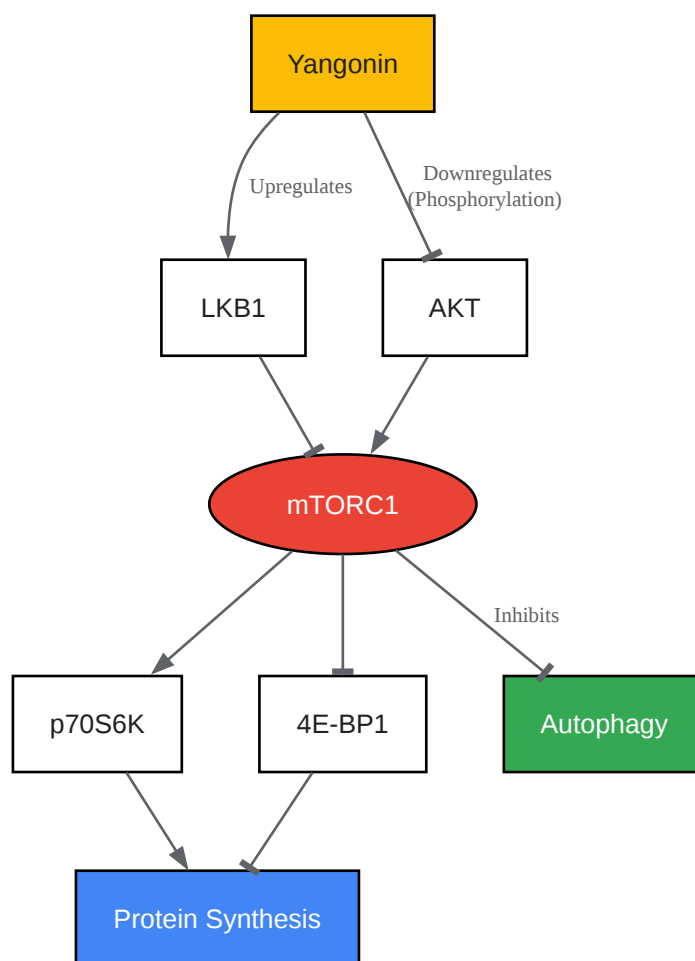 Yangonin
Upregulates
Downregulates
(Phosphorylation)
LKB1
AKT
mTORC1
Inhibits
p70S6K
4E-BP1
Autophagy
Protein Synthesis